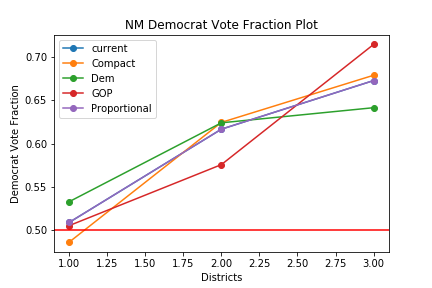 NM Democrat Vote Fraction Plot
current
Compact
Dem
GOP
Proportional
Democrat Vote Fraction
0.70
0.65
0.60
0.55
0.50
1.00 1.25 1.50 1.75 2.00 2.25 2.50 2.75 3.00
Districts